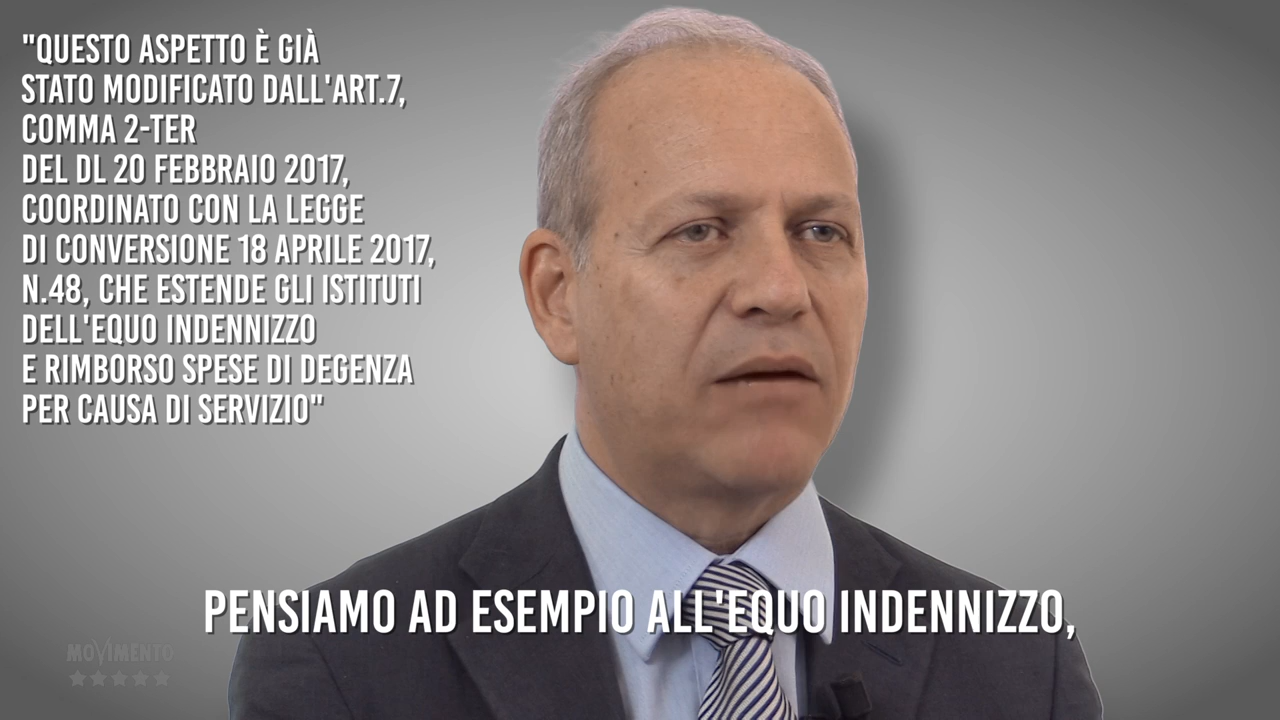 "QUESTO ASPETTO È GIÀ
STATO MODIFICATO DALL'ART.7,
COMMA 2-TER
DEL DL 20 FEBBRAIO 2017,
COORDINATO CON LA LEGGE
DI CONVERSIONE 18 APRILE 2017,
N.48, CHE ESTENDE GLI ISTITUTI
DELL'EQUO INDENNIZZO
E RIMBORSO SPESE DI DEGENZA
PER CAUSA DI SERVIZIO"
PENSIAMO AD ESEMPIO ALL'EQUO INDENNIZZO,
MOVIMENTO